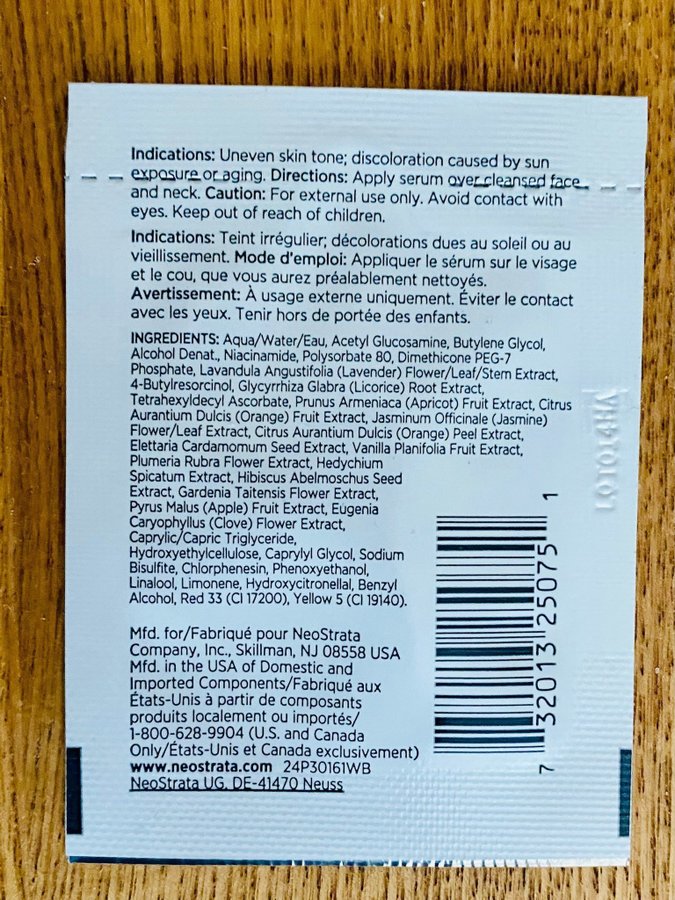 Indications: Uneven skin tone; discoloration caused by sun
exposure or aging. Directions: Apply serum over cleansed face
and neck. Caution: For external use only. Avoid contact with
eyes. Keep out of reach of children.
Indications: Teint irrégulier; décolorations dues au soleil ou au
vieillissement. Mode d'emploi: Appliquer le sérum sur le visage
et le cou, que vous aurez préalablement nettoyés.
Avertissement: À usage externe uniquement. Éviter le contact
avec les yeux. Tenir hors de portée des enfants.
INGREDIENTS: Aqua/Water/Eau, Acetyl Glucosamine, Butylene Glycol,
Alcohol Denat., Niacinamide, Polysorbate 80, Dimethicone PEG-7
Phosphate, Lavandula Angustifolia (Lavender) Flower/Leaf/Stem Extract,
4-Butylresorcinol, Glycyrrhiza Glabra (Licorice) Root Extract,
Tetrahexyldecyl Ascorbate, Prunus Armeniaca (Apricot) Fruit Extract, Citrus
Aurantium Dulcis (Orange) Fruit Extract, Jasminum Officinale (Jasmine)
Flower/Leaf Extract, Citrus Aurantium Dulcis (Orange) Peel Extract,
Elettaria Cardamomum Seed Extract, Vanilla Planifolia Fruit Extract,
Plumeria Rubra Flower Extract, Hedychium
Spicatum Extract, Hibiscus Abelmoschus Seed
Extract, Gardenia Taitensis Flower Extract,
Pyrus Malus (Apple) Fruit Extract, Eugenia
Caryophyllus (Clove) Flower Extract,
Caprylic/Capric Triglyceride,
Hydroxyethylcellulose, Caprylyl Glycol, Sodium
Bisulfite, Chlorphenesin, Phenoxyethanol,
Linalool, Limonene, Hydroxycitronellal, Benzyl
Alcohol, Red 33 (CI 17200), Yellow 5 (CI 19140).
Mfd. for/Fabriqué pour NeoStrata
Company, Inc., Skillman, NJ 08558 USA
Mfd. in the USA of Domestic and
Imported Components/Fabriqué aux
États-Unis à partir de composants
produits localement ou importés/
1-800-628-9904 (U.S. and Canada
Only/États-Unis et Canada exclusivement)
www.neostrata.com 24P30161WB
NeoStrata UG, DE-41470 Neuss
7 32013 25075 1